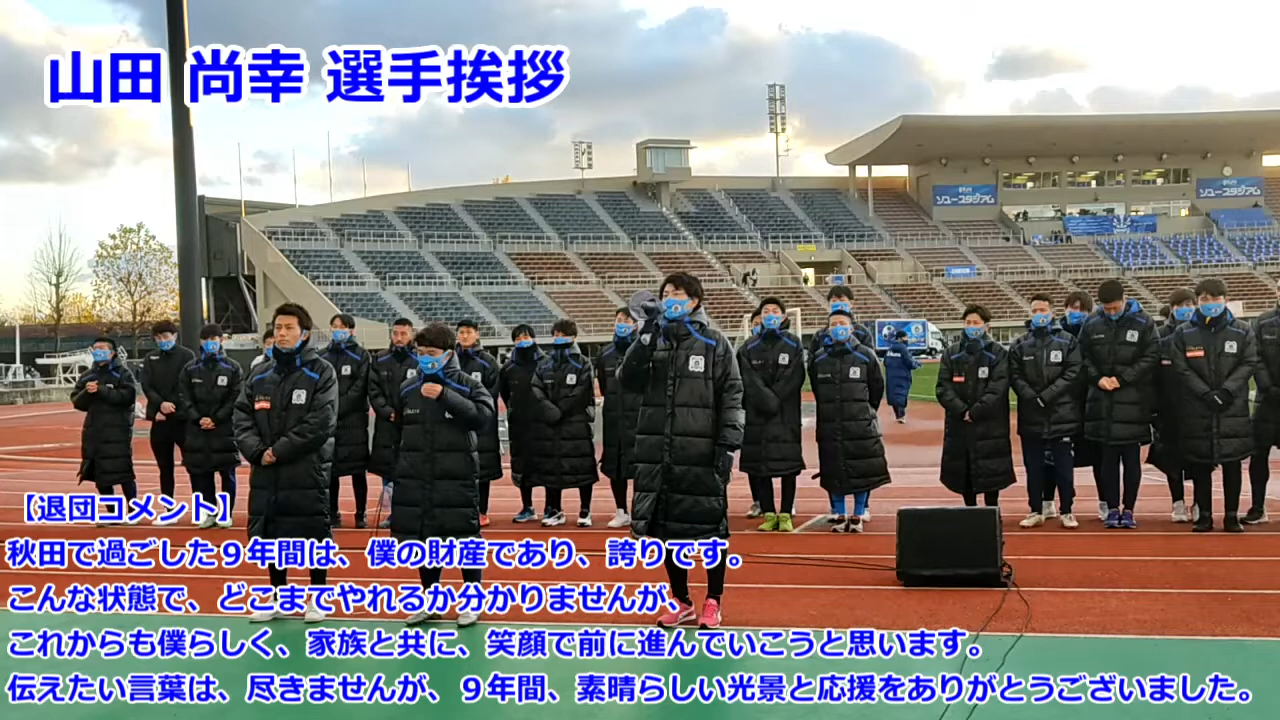 山田 尚幸 選手挨拶
ソユースタジアム
ソユースタジアム
【退団コメント】
秋田で過ごした９年間は、僕の財産であり、誇りです。
こんな状態で、どこまでやれるか分かりませんが、
これからも僕らしく、家族と共に、笑顔で前に進んでいこうと思います。
伝えたい言葉は、尽きませんが、９年間、素晴らしい光景と応援をありがとうございました。